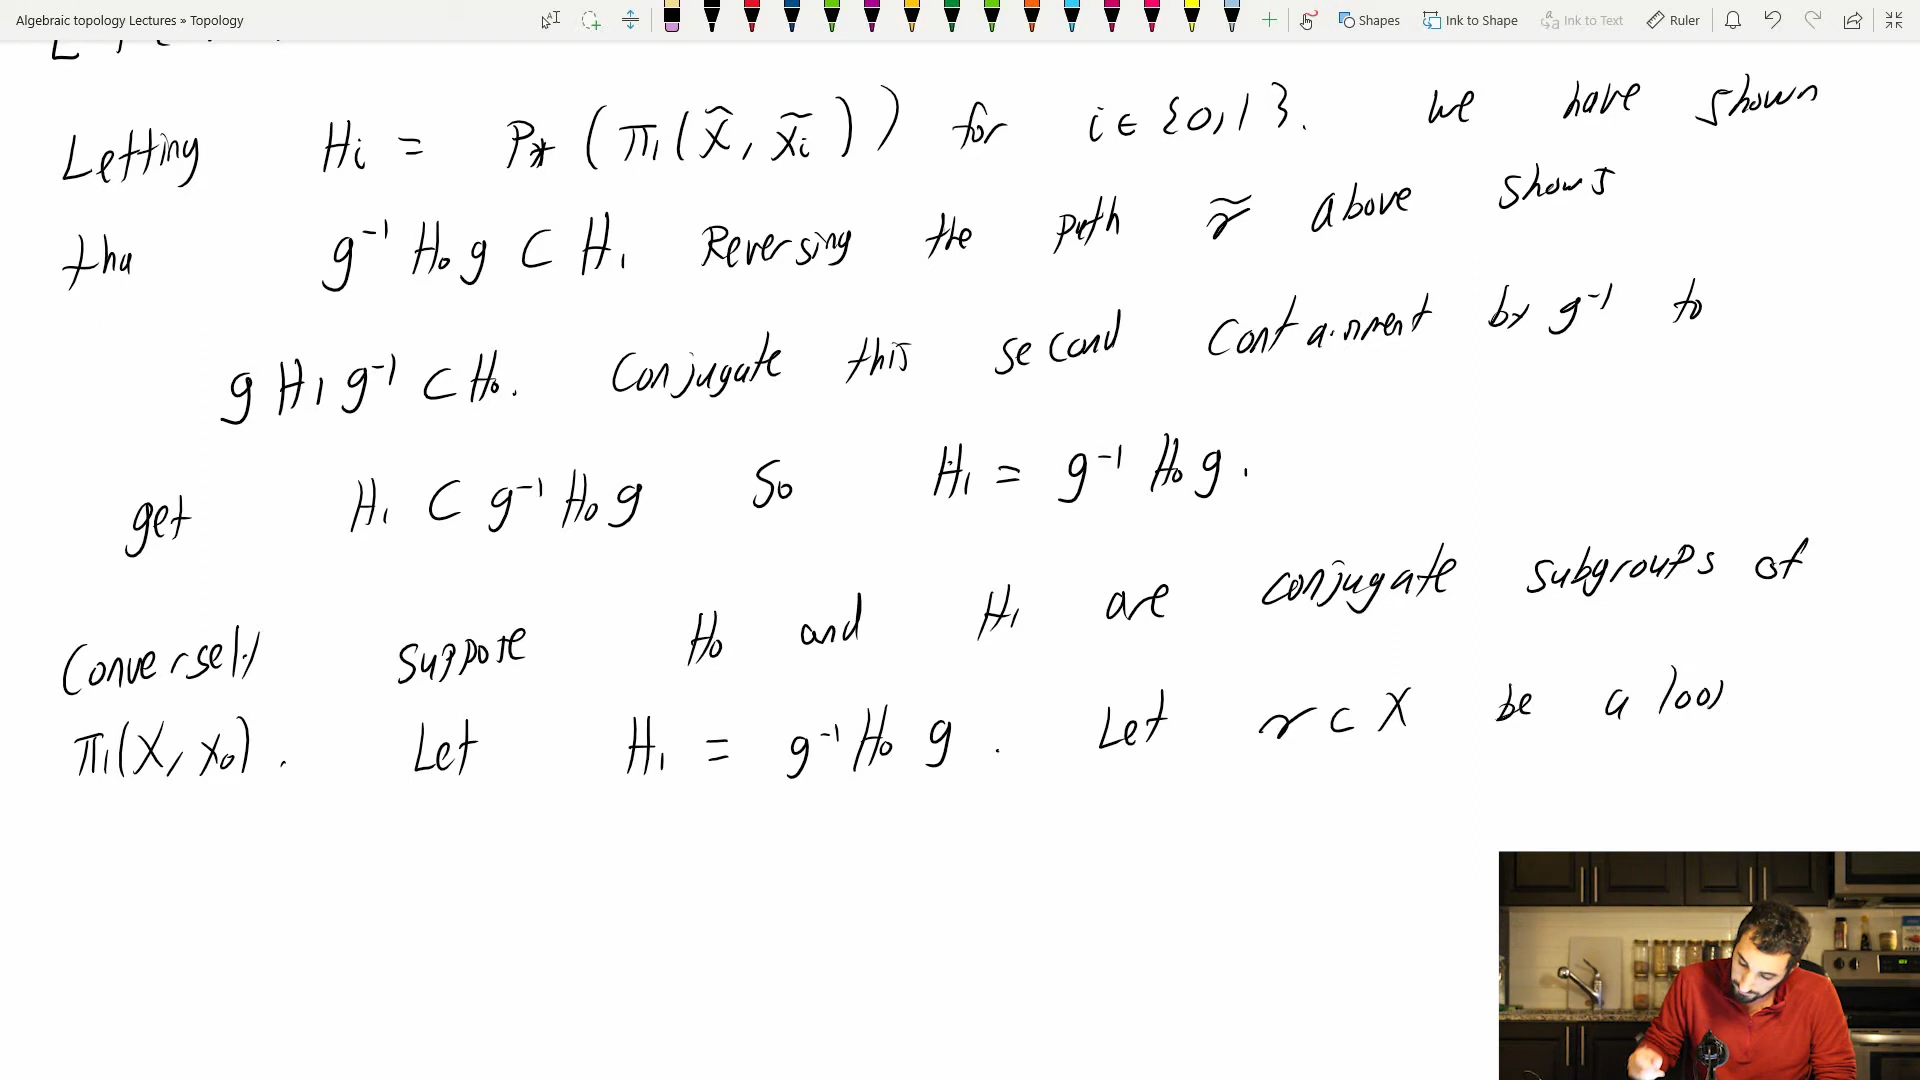 Algebraic topology Lectures » Topology
Shapes
Ink to Shape
Ink to Text
Ruler
Letting Hi = P* (π1(X̃, x̃i)) for i ∈ {0,1}. We have shown
tha g⁻¹ H0 g ⊂ H1 Reversing the path γ̃ above shows
g H1 g⁻¹ ⊂ H0. Conjugate this second containment by g⁻¹ to
get H1 ⊂ g⁻¹ H0 g So H1 = g⁻¹ H0 g.
Conversely suppose H0 and H1 are conjugate subgroups of
π1(X, x0). Let H1 = g⁻¹ H0 g. Let γ ⊂ X be a loop